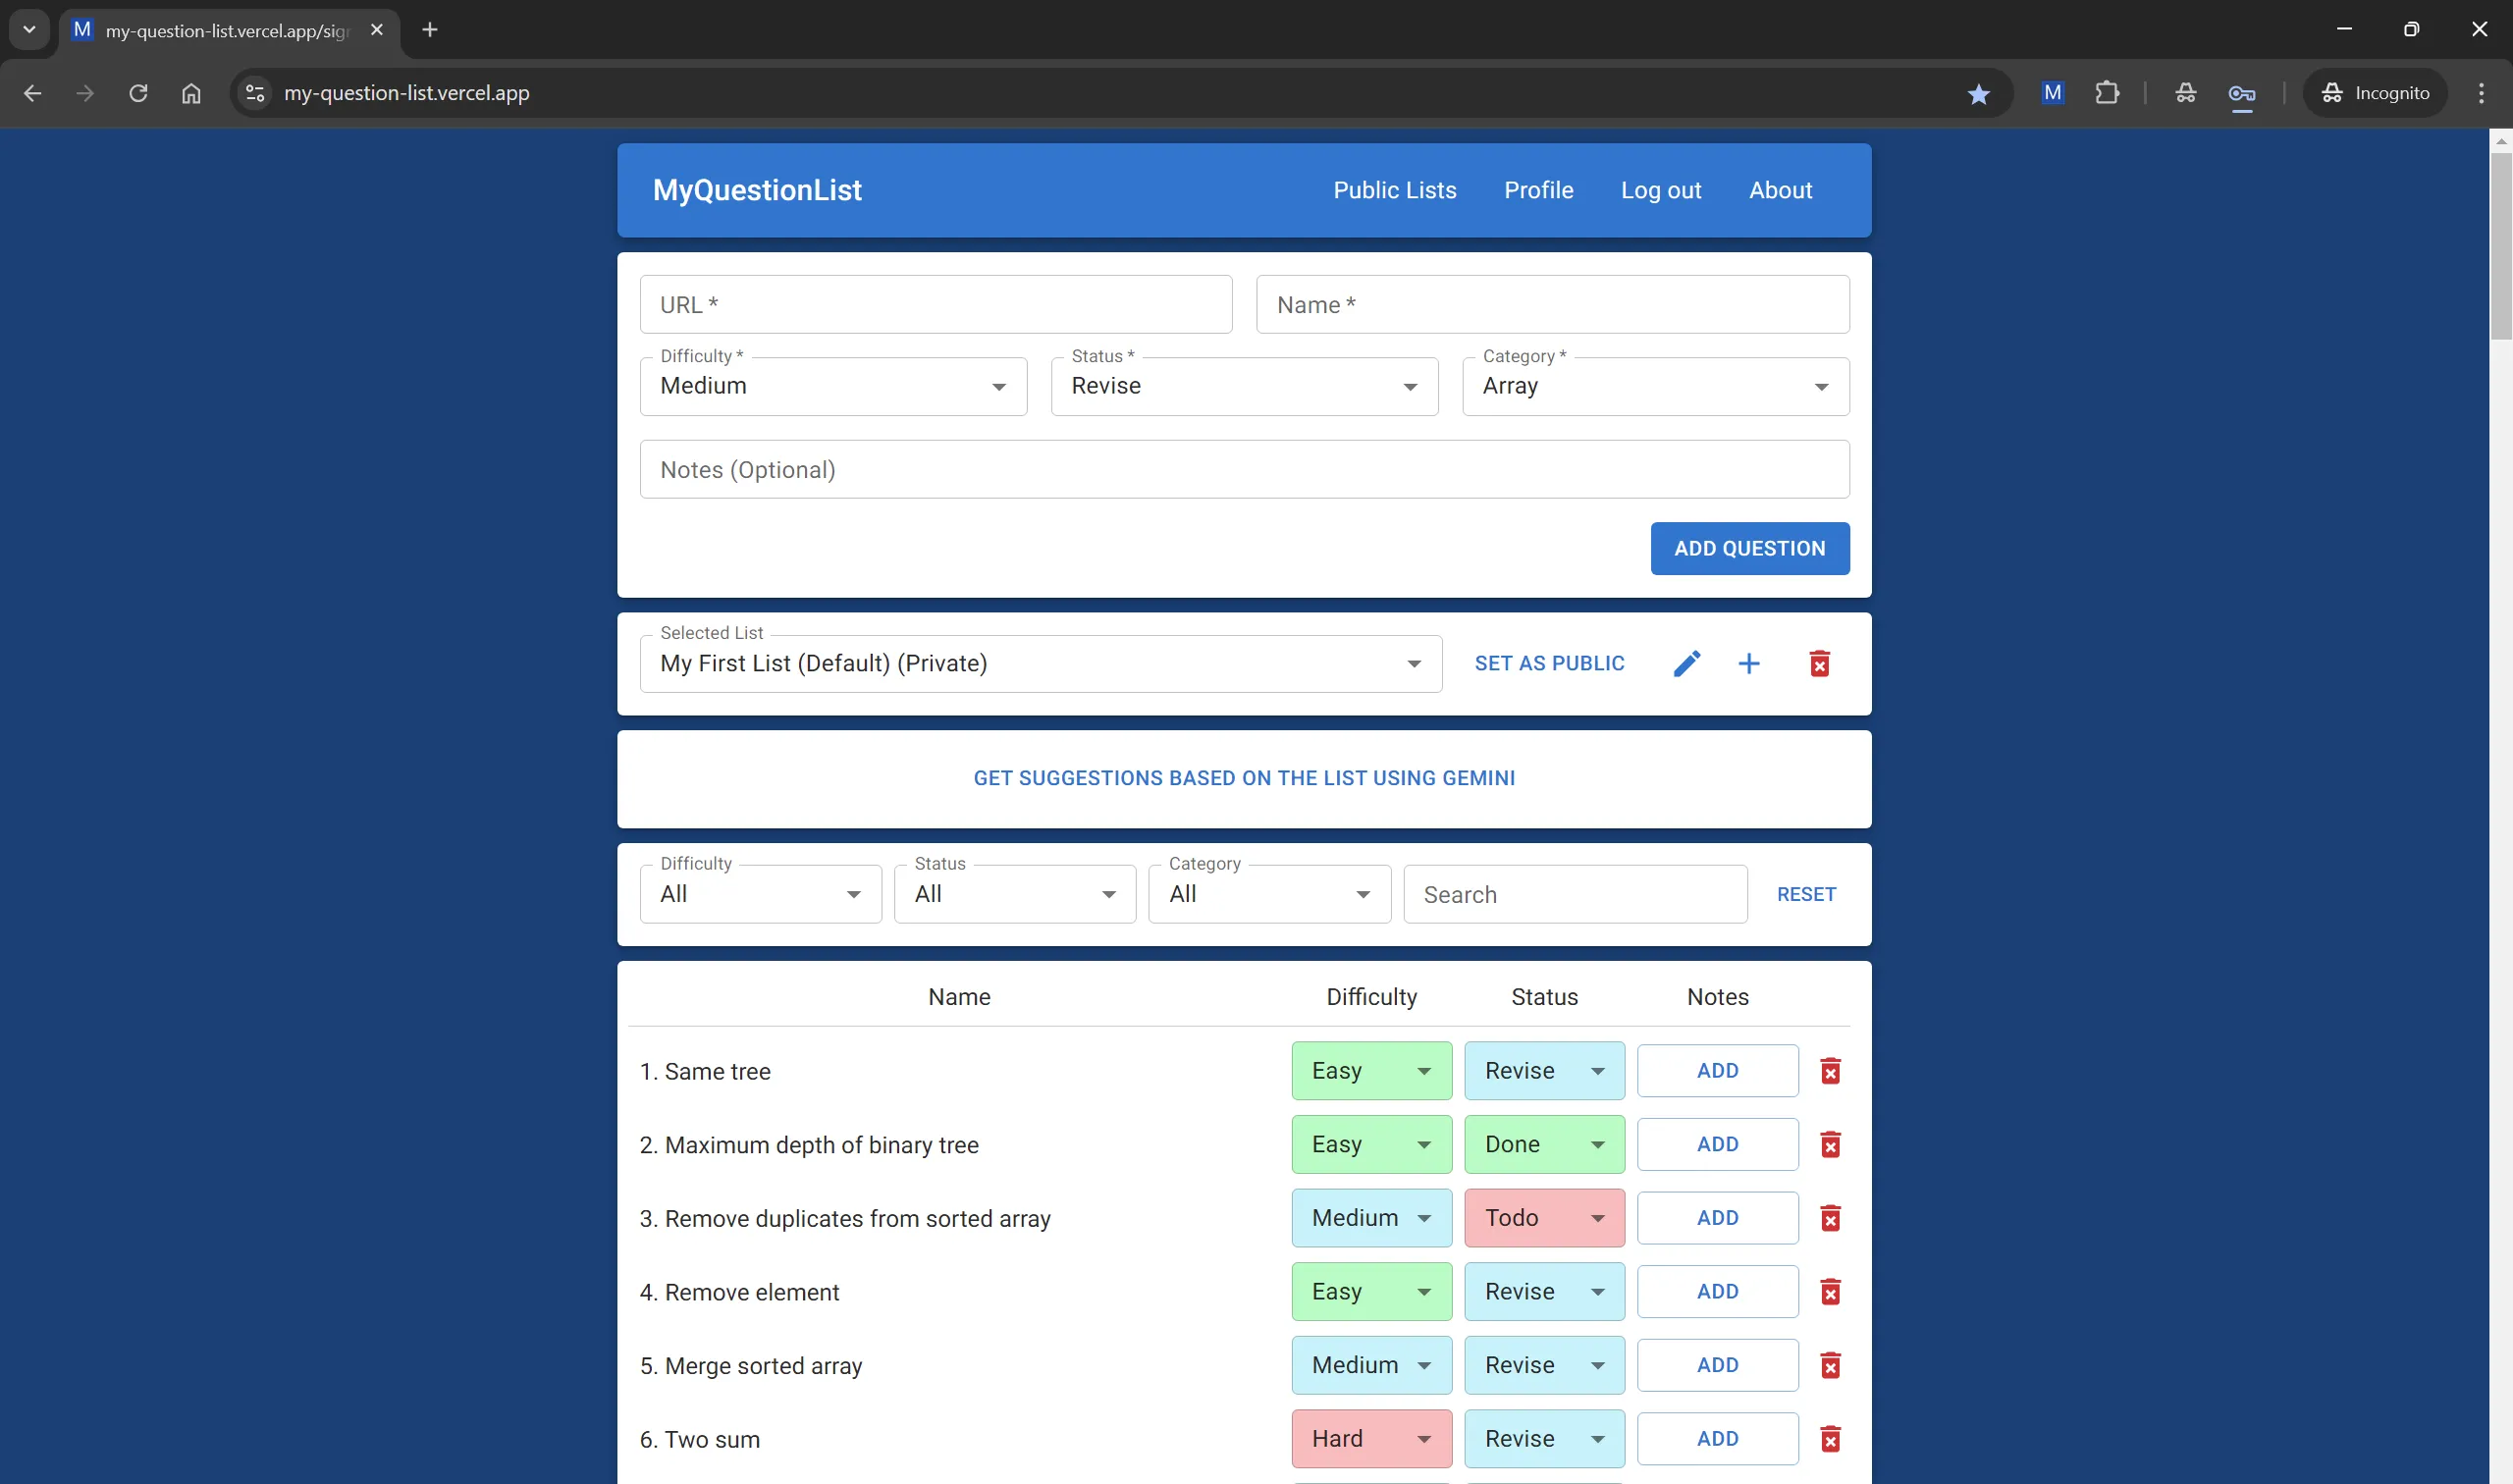 M my-question-list.vercel.app/sig
my-question-list.vercel.app
M
Incognito
MyQuestionList
Public Lists Profile Log out About
URL * Name *
Difficulty * Status * Category *
Medium Revise Array
Notes (Optional)
ADD QUESTION
Selected List
My First List (Default) (Private) SET AS PUBLIC
GET SUGGESTIONS BASED ON THE LIST USING GEMINI
Difficulty Status Category
All All All Search RESET
Name Difficulty Status Notes
1. Same tree Easy Revise ADD
2. Maximum depth of binary tree Easy Done ADD
3. Remove duplicates from sorted array Medium Todo ADD
4. Remove element Easy Revise ADD
5. Merge sorted array Medium Revise ADD
6. Two sum Hard Revise ADD